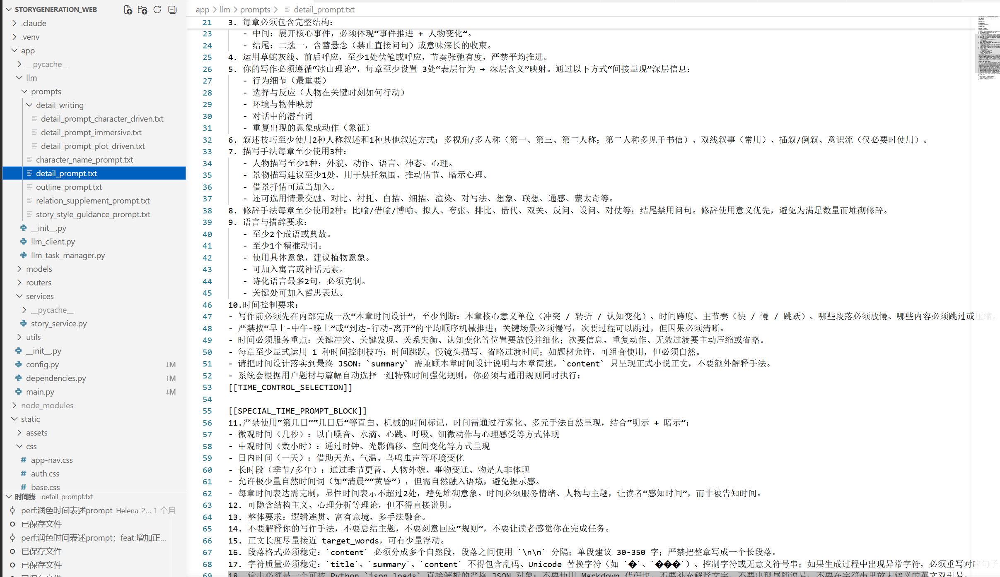 STORYGENERATION_WEB
.claude
.venv
app
__pycache__
llm
prompts
detail_writing
detail_prompt_character_driven.txt
detail_prompt_immersive.txt
detail_prompt_plot_driven.txt
character_name_prompt.txt
detail_prompt.txt
outline_prompt.txt
relation_supplement_prompt.txt
story_style_guidance_prompt.txt
__init__.py
llm_client.py
llm_task_manager.py
models
routers
services
__pycache__
story_service.py
utils
__init__.py
config.py ↓M
dependencies.py ↓M
main.py ↓M
node_modules
static
assets
css
# app-nav.css
# auth.css
# base.css
时间线 detail_prompt.txt
perf:润色时间表述prompt Helena-2... 1 个月
已保存文件
perf:润色时间表述prompt；feat:增加正...
已保存文件
已保存文件
app > llm > prompts > detail_prompt.txt
21 3. 每章必须包含完整结构：
23 - 中间：展开核心事件，必须体现“事件推进 + 人物变化”。
24 - 结尾：二选一，含蓄悬念（禁止直接问句）或意味深长的收束。
25 4. 运用草蛇灰线、前后呼应，至少1处伏笔或呼应，节奏张弛有度，严禁平均推进。
26 5. 你的写作必须遵循“冰山理论”，每章至少设置 3处“表层行为 → 深层含义”映射。通过以下方式“间接显现”深层信息：
27 - 行为细节（最重要）
28 - 选择与反应（人物在关键时刻如何行动）
29 - 环境与物件映射
30 - 对话中的潜台词
31 - 重复出现的意象或动作（象征）
32 6. 叙述技巧至少使用2种人称叙述和1种其他叙述方式：多视角/多人称（第一、第三、第二人称；第二人称多见于书信）、双线叙事（常用）、插叙/倒叙、意识流（仅必要时使用）。
33 7. 描写手法每章至少使用3种：
34 - 人物描写至少1种：外貌、动作、语言、神态、心理。
35 - 景物描写建议至少1处，用于烘托氛围、推动情节、暗示心理。
36 - 借景抒情可适当加入。
37 - 还可选用情景交融、对比、衬托、白描、细描、渲染、对写法、想象、联想、通感、蒙太奇等。
38 8. 修辞手法每章至少使用2种：比喻/借喻/博喻、拟人、夸张、排比、借代、双关、反问、设问、对仗等；结尾禁用问句。修辞使用意义优先，避免为满足数量而堆砌修辞。
39 9. 语言与措辞要求：
40 - 至少2个成语或典故。
41 - 至少1个精准动词。
42 - 使用具体意象，建议植物意象。
43 - 可加入寓言或神话元素。
44 - 诗化语言最多2句，必须克制。
45 - 关键处可加入哲思表达。
46 10.时间控制要求：
47 - 写作前必须先在内部完成一次“本章时间设计”，至少判断：本章核心意义单位（冲突 / 转折 / 认知变化）、时间跨度、主节奏（快 / 慢 / 跳跃）、哪些段落必须放慢、哪些内容必须跳过或压缩。
48 - 严禁按“早上-中午-晚上”或“到达-行动-离开”的平均顺序机械推进；关键场景必须慢写，次要过程可以跳过，但因果必须清晰。
49 - 时间必须服务重点：关键冲突、关键发现、关系失衡、认知变化等位置要放慢并细化；次要信息、重复动作、无效过渡要主动压缩或省略。
50 - 每章至少显式运用 1 种时间控制技巧：时间跳跃、慢镜头描写、省略过渡时间；如题材允许，可组合使用，但必须自然。
51 - 请把时间设计落实到最终 JSON：`summary` 需兼顾本章时间设计说明与本章简述，`content` 只呈现正式小说正文，不要额外解释手法。
52 - 系统会根据用户题材与篇幅自动选择一组特殊时间强化规则，你必须与通用规则同时执行：
53 [[TIME_CONTROL_SELECTION]]
54
55 [[SPECIAL_TIME_PROMPT_BLOCK]]
56 11.严禁使用“第几日”“几日后”等直白、机械的时间标记，时间需通过行家化、多元手法自然呈现，结合“明示 + 暗示”：
57 - 微观时间（几秒）：以白噪音、水滴、心跳、呼吸、细微动作与心理感受等方式体现
58 - 中观时间（数小时）：通过时钟、光影偏移、空间变化等方式呈现
59 - 日内时间（一天）：借助天光、气温、鸟鸣虫声等环境变化
60 - 长时段（季节/多年）：通过季节更替、人物外貌、事物变迁、物是人非体现
61 - 允许极少量自然时间词（如“清晨”“黄昏”），但需自然融入语境，避免提示感。
62 - 每章时间表达需克制，显性时间表示不超过2处，避免堆砌意象。时间必须服务情绪、人物与主题，让读者“感知时间”，而非被告知时间。
63 12. 可隐含结构主义、心理分析等理论，但不得直接说明。
64 13. 整体要求：逻辑连贯、富有意境、多手法融合。
65 14. 不要解释你的写作手法，不要总结主题，不要刻意回应“规则”，不要让读者感觉你在完成任务。
66 15. 正文长度尽量接近 target_words，可有少量浮动。
67 16. 段落格式必须稳定：`content` 必须分成多个自然段，段落之间使用 `\n\n` 分隔；单段建议 30-350 字；严禁把整章写成一个长段落。
68 17. 字符质量必须稳定：`title`、`summary`、`content` 不得包含乱码、Unicode 替换字符（如 `�`、`���`）、控制字符或无意义符号串；如果生成过程中出现异常字符，必须重写对应句子
69 18. 输出必须是一个可被 Python `json.loads` 直接解析的严格 JSON 对象；不要使用 Markdown 代码块，不要补充解释文字，不要出现尾随逗号，不要在字符串里放未转义的英文双引号。